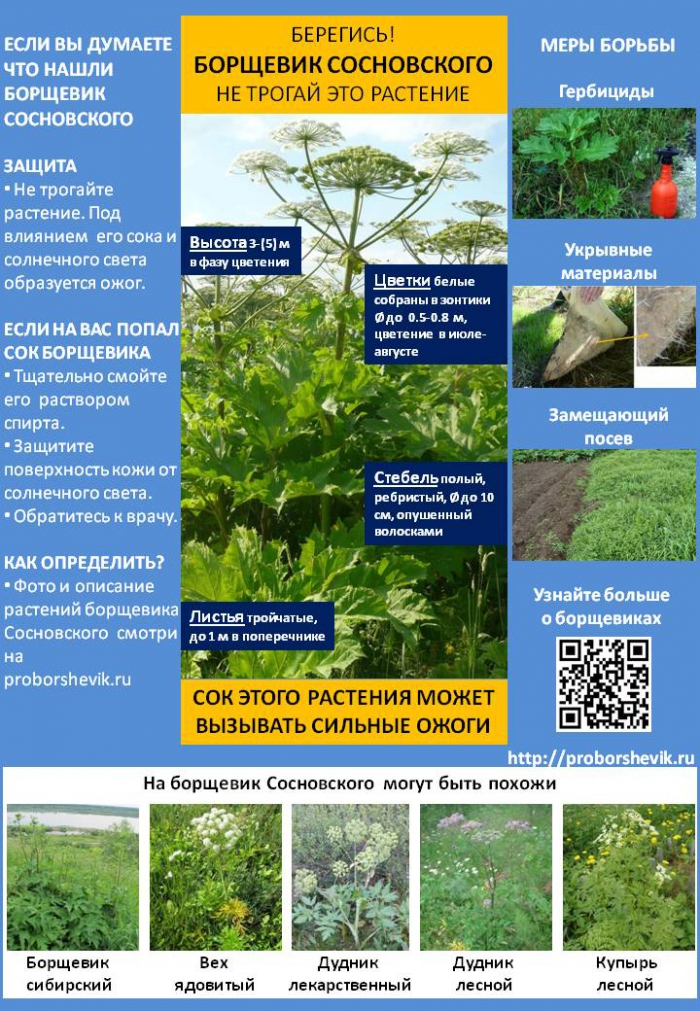 ЕСЛИ ВЫ ДУМАЕТЕ
ЧТО НАШЛИ
БОРЩЕВИК
СОСНОВСКОГО
ЗАЩИТА
▪ Не трогайте
растение. Под
влиянием его сока и
солнечного света
образуется ожог.
ЕСЛИ НА ВАС ПОПАЛ
СОК БОРЩЕВИКА
▪ Тщательно смойте
его раствором
спирта.
▪ Защитите
поверхность кожи от
солнечного света.
▪ Обратитесь к врачу.
КАК ОПРЕДЕЛИТЬ?
▪ Фото и описание
растений борщевика
Сосновского смотри
на
proborshevik.ru
БЕРЕГИСЬ!
БОРЩЕВИК СОСНОВСКОГО
НЕ ТРОГАЙ ЭТО РАСТЕНИЕ
Высота 3-(5) м
в фазу цветения
Цветки белые
собраны в зонтики
Ø до 0.5-0.8 м,
цветение в июле-
августе
Стебель полый,
ребристый, Ø до 10
см, опушенный
волосками
Листья тройчатые,
до 1 м в поперечнике
СОК ЭТОГО РАСТЕНИЯ МОЖЕТ
ВЫЗЫВАТЬ СИЛЬНЫЕ ОЖОГИ
МЕРЫ БОРЬБЫ
Гербициды
Укрывные
материалы
Замещающий
посев
Узнайте больше
о борщевиках
http://proborshevik.ru
На борщевик Сосновского могут быть похожи
Борщевик
сибирский
Вех
ядовитый
Дудник
лекарственный
Дудник
лесной
Купырь
лесной